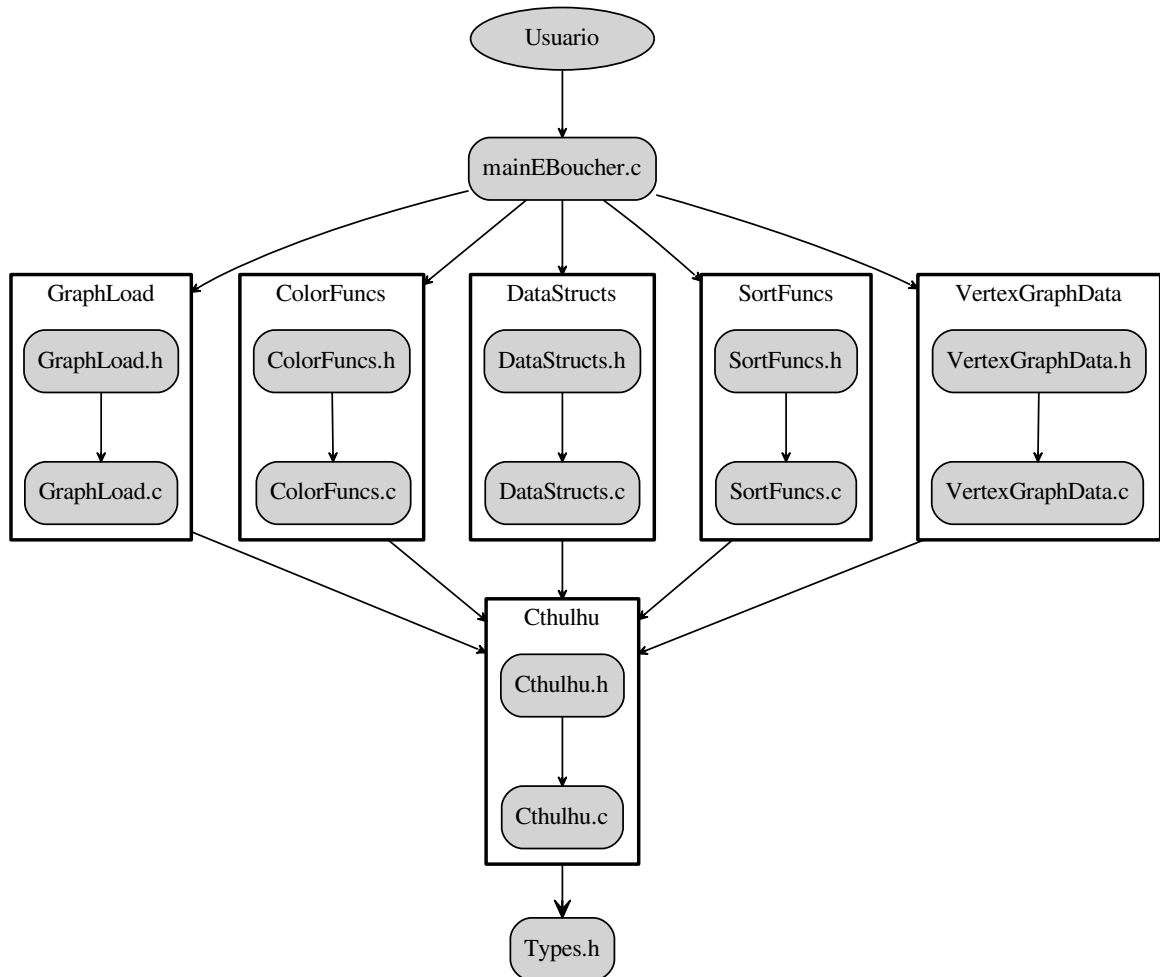 Usuario
mainEBoucher.c
GraphLoad
ColorFuncs
DataStructs
SortFuncs
VertexGraphData
GraphLoad.h
ColorFuncs.h
DataStructs.h
SortFuncs.h
VertexGraphData.h
GraphLoad.c
ColorFuncs.c
DataStructs.c
SortFuncs.c
VertexGraphData.c
Cthulhu
Cthulhu.h
Cthulhu.c
Types.h